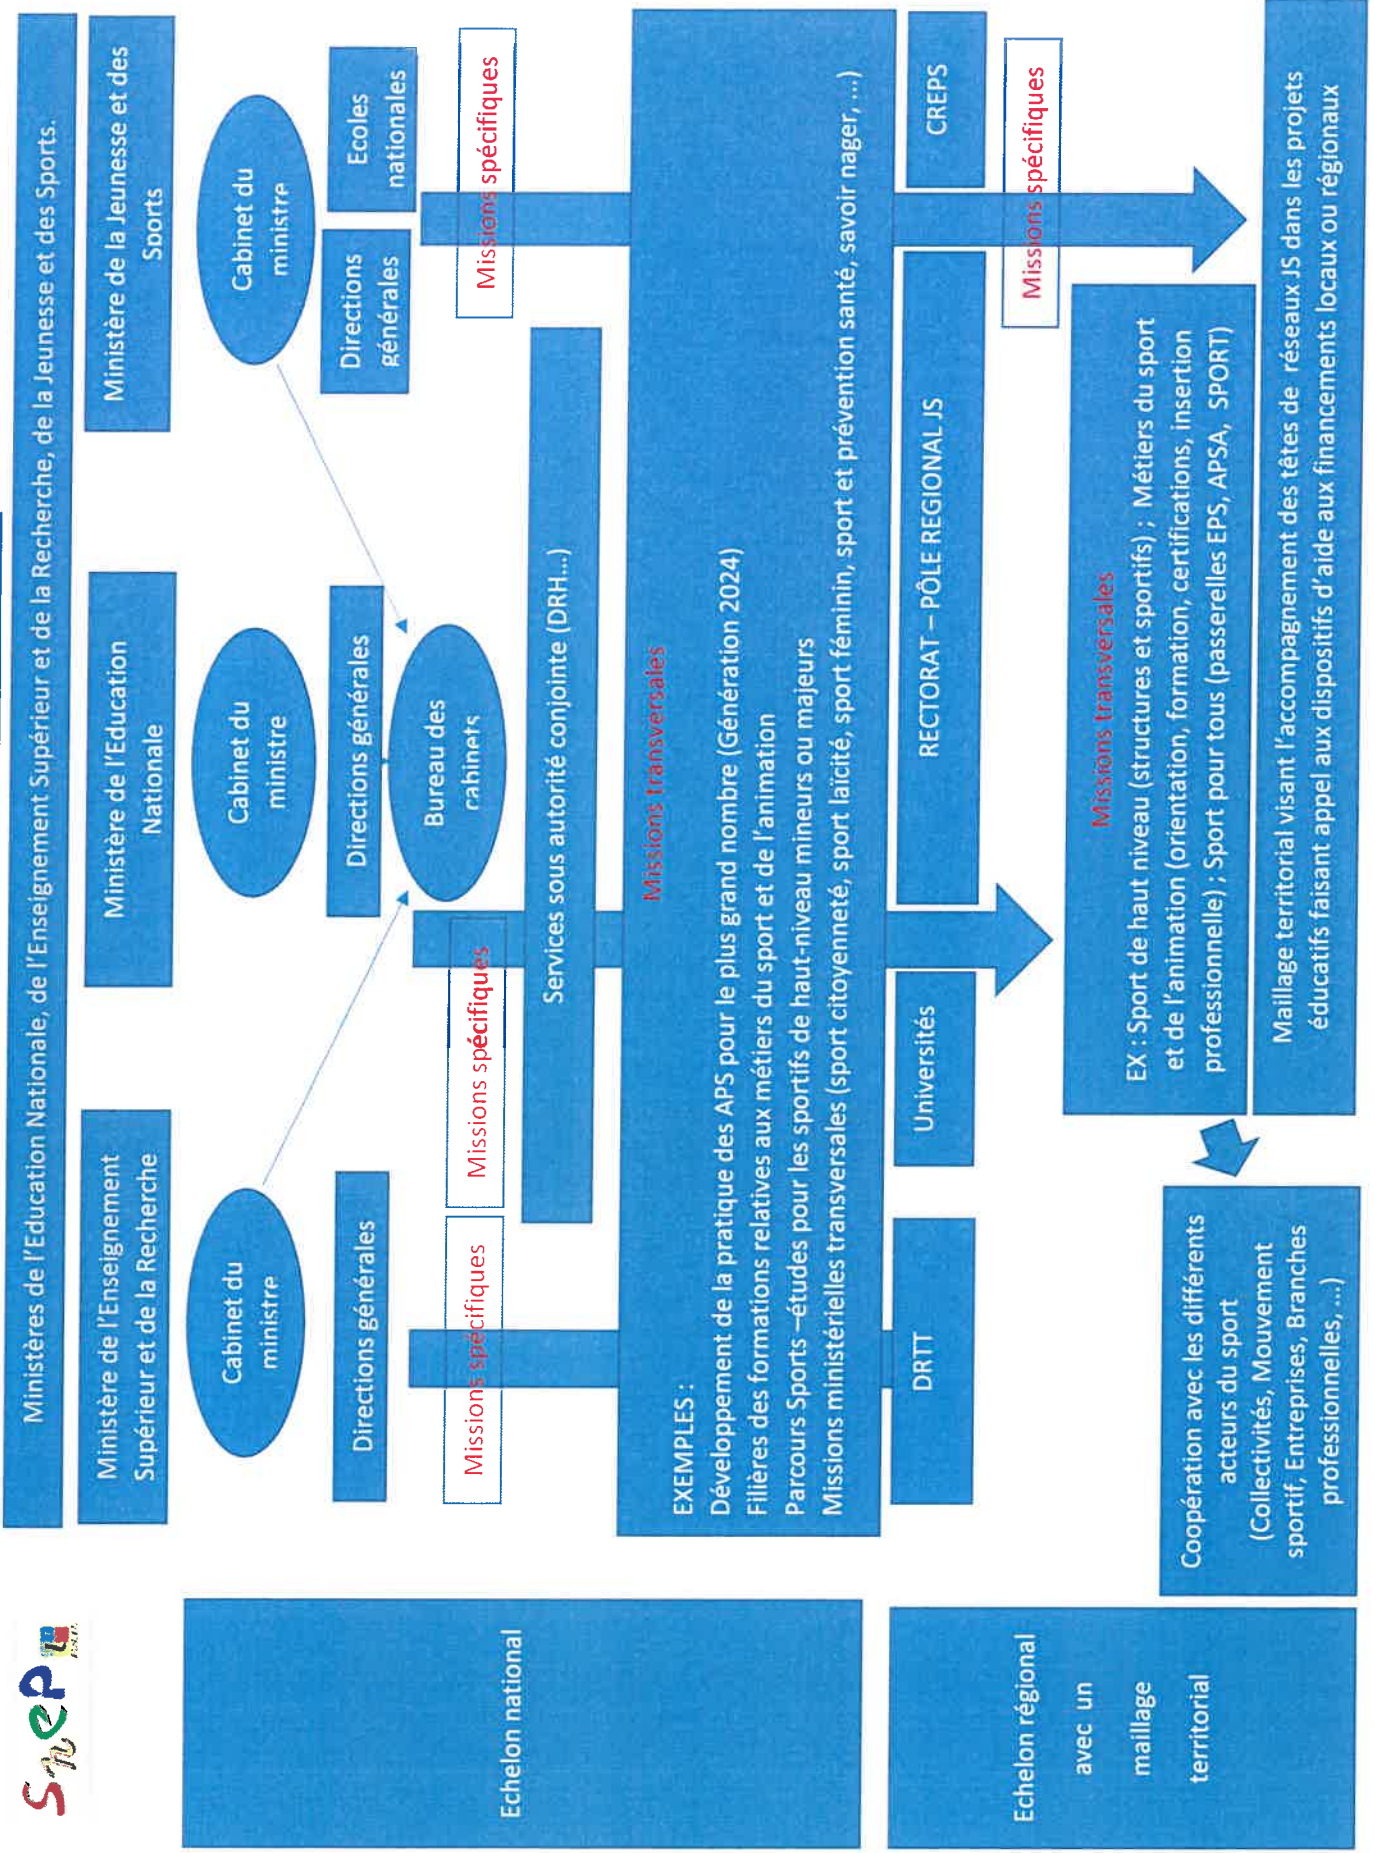 Snep
Ministères de l'Education Nationale, de l'Enseignement Supérieur et de la Recherche, de la Jeunesse et des Sports.
Ministère de l'Enseignement
Supérieur et de la Recherche
Ministère de l'Education
Nationale
Ministère de la Jeunesse et des
Sports
Echelon national
Cabinet du
ministre
Cabinet du
ministre
Cabinet du
ministre
Directions générales
Directions générales
Directions
générales
Ecoles
nationales
Bureau des
cabinets
Missions spécifiques
Missions spécifiques
Missions spécifiques
Services sous autorité conjointe (DRH...)
Missions transversales
EXEMPLES :
Développement de la pratique des APS pour le plus grand nombre (Génération 2024)
Filières des formations relatives aux métiers du sport et de l'animation
Parcours Sports –études pour les sportifs de haut-niveau mineurs ou majeurs
Missions ministérielles transversales (sport citoyenneté, sport laïcité, sport féminin, sport et prévention santé, savoir nager, ...)
Echelon régional
avec un
maillage
territorial
DRTT
Universités
RECTORAT – PÔLE REGIONAL JS
CREPS
Missions spécifiques
Missions transversales
EX : Sport de haut niveau (structures et sportifs) ; Métiers du sport
et de l'animation (orientation, formation, certifications, insertion
professionnelle) ; Sport pour tous (passerelles EPS, APSA, SPORT)
Coopération avec les différents
acteurs du sport
(Collectivités, Mouvement
sportif, Entreprises, Branches
professionnelles, ...)
Maillage territorial visant l'accompagnement des têtes de réseaux JS dans les projets
éducatifs faisant appel aux dispositifs d'aide aux financements locaux ou régionaux